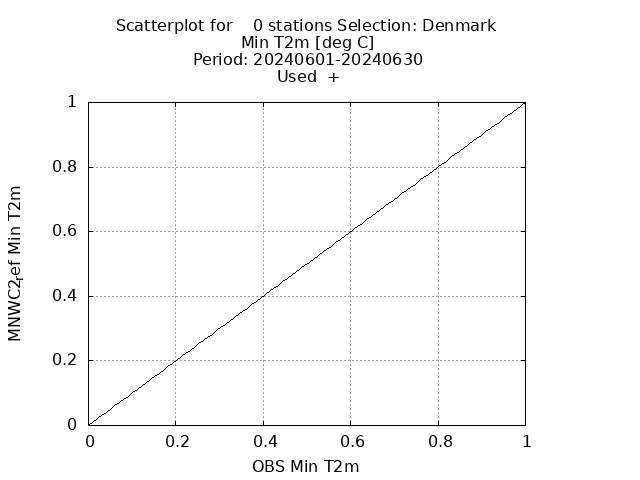 Scatterplot for    0 stations Selection: Denmark
Min T2m [deg C]
Period: 20240601-20240630
Used  +
1
0.8
0.6
0.4
0.2
0
MNWC2ref Min T2m
0
0.2
0.4
0.6
0.8
1
OBS Min T2m